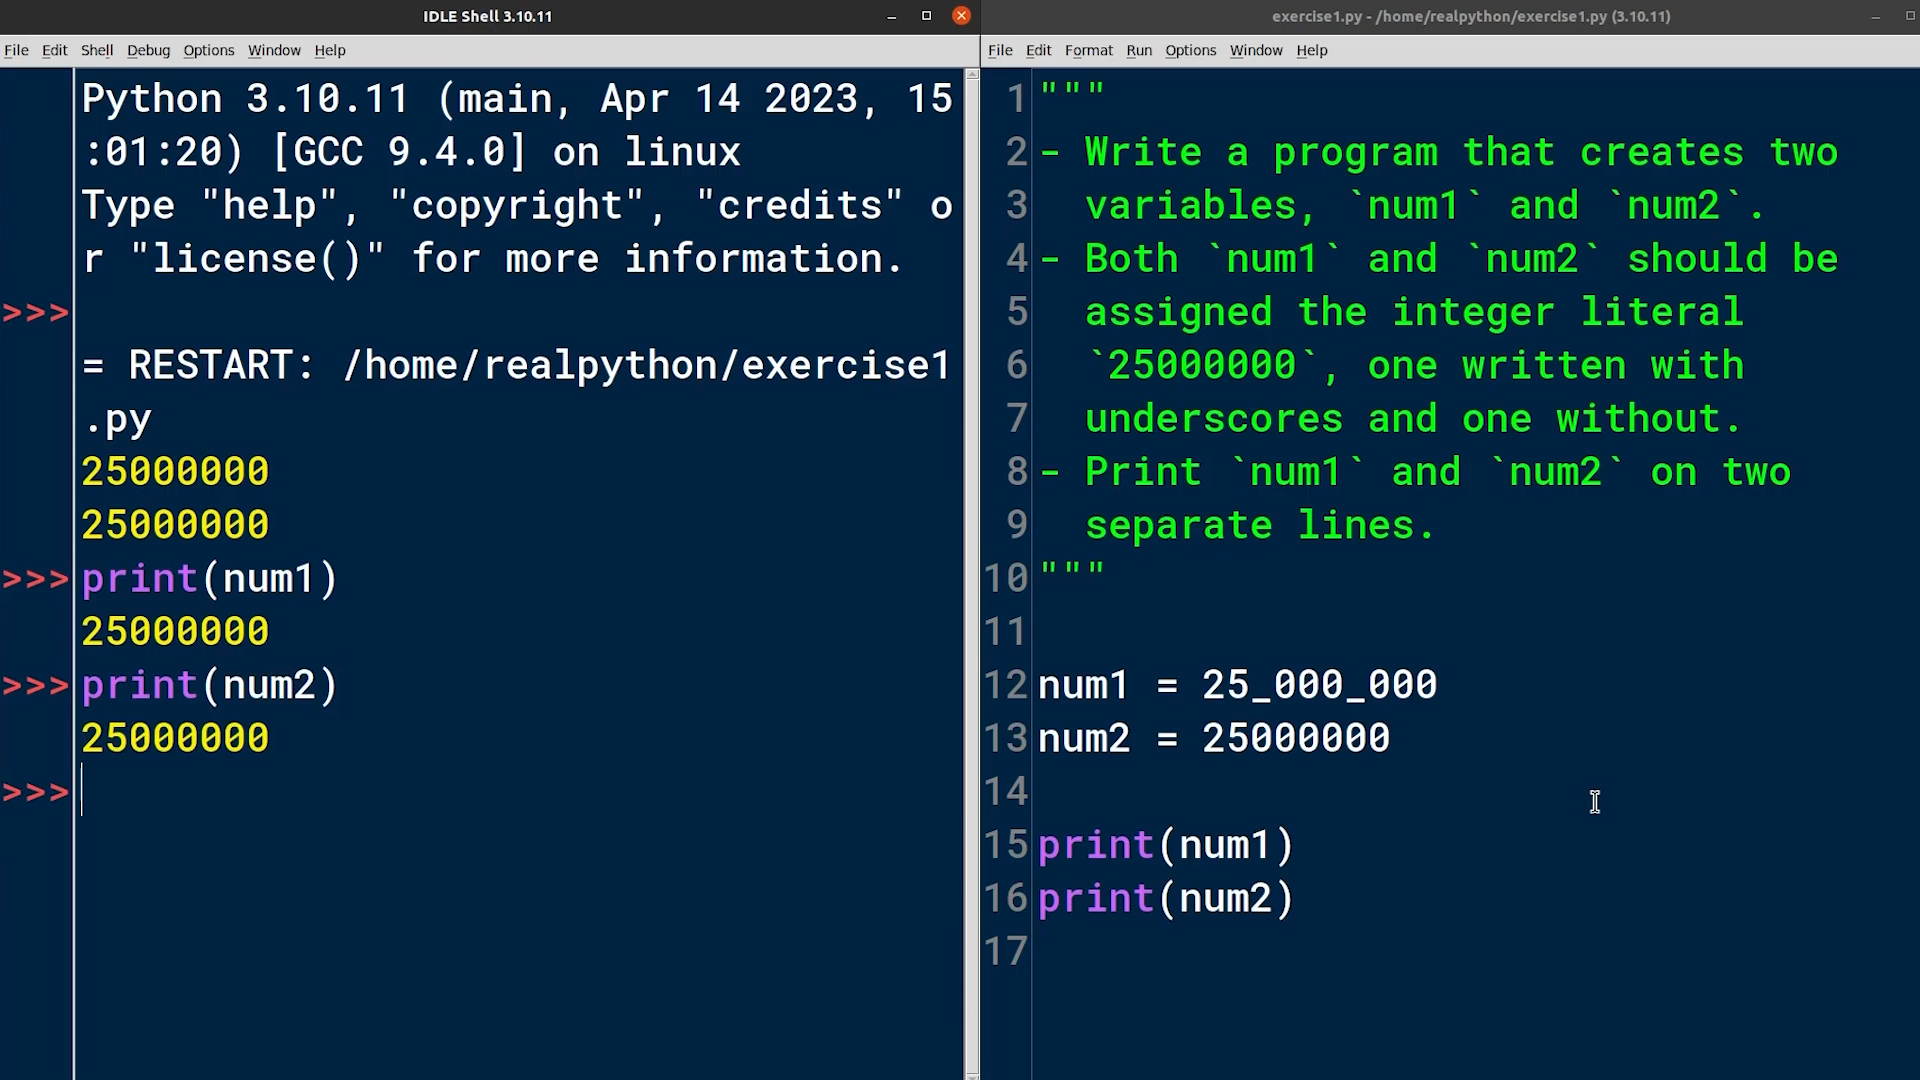 IDLE Shell 3.10.11
File Edit Shell Debug Options Window Help
Python 3.10.11 (main, Apr 14 2023, 15
:01:20) [GCC 9.4.0] on linux
Type "help", "copyright", "credits" o
r "license()" for more information.
>>>
= RESTART: /home/realpython/exercise1
.py
25000000
25000000
>>> print(num1)
25000000
>>> print(num2)
25000000
>>>
exercise1.py - /home/realpython/exercise1.py (3.10.11)
File Edit Format Run Options Window Help
1 """
2 - Write a program that creates two
3   variables, `num1` and `num2`.
4 - Both `num1` and `num2` should be
5   assigned the integer literal
6   `25000000`, one written with
7   underscores and one without.
8 - Print `num1` and `num2` on two
9   separate lines.
10 """
11
12 num1 = 25_000_000
13 num2 = 25000000
14
15 print(num1)
16 print(num2)
17